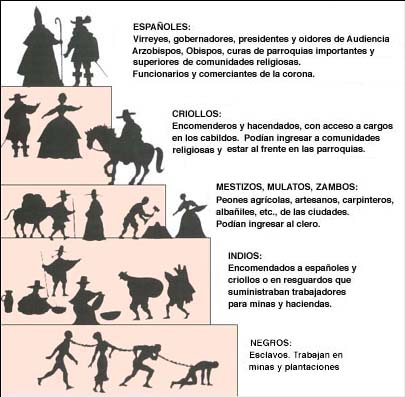 ESPAÑOLES:
Virreyes, gobernadores, presidentes y oidores de Audiencia
Arzobispos, Obispos, curas de parroquias importantes y
superiores de comunidades religiosas.
Funcionarios y comerciantes de la corona.
CRIOLLOS:
Encomenderos y hacendados, con acceso a cargos
en los cabildos. Podían ingresar a comunidades
religiosas y estar al frente en las parroquias.
MESTIZOS, MULATOS, ZAMBOS:
Peones agrícolas, artesanos, carpinteros,
albañiles, etc., de las ciudades.
Podían ingresar al clero.
INDIOS:
Encomendados a españoles y
criollos o en resguardos que
suministraban trabajadores
para minas y haciendas.
NEGROS:
Esclavos. Trabajan en
minas y plantaciones